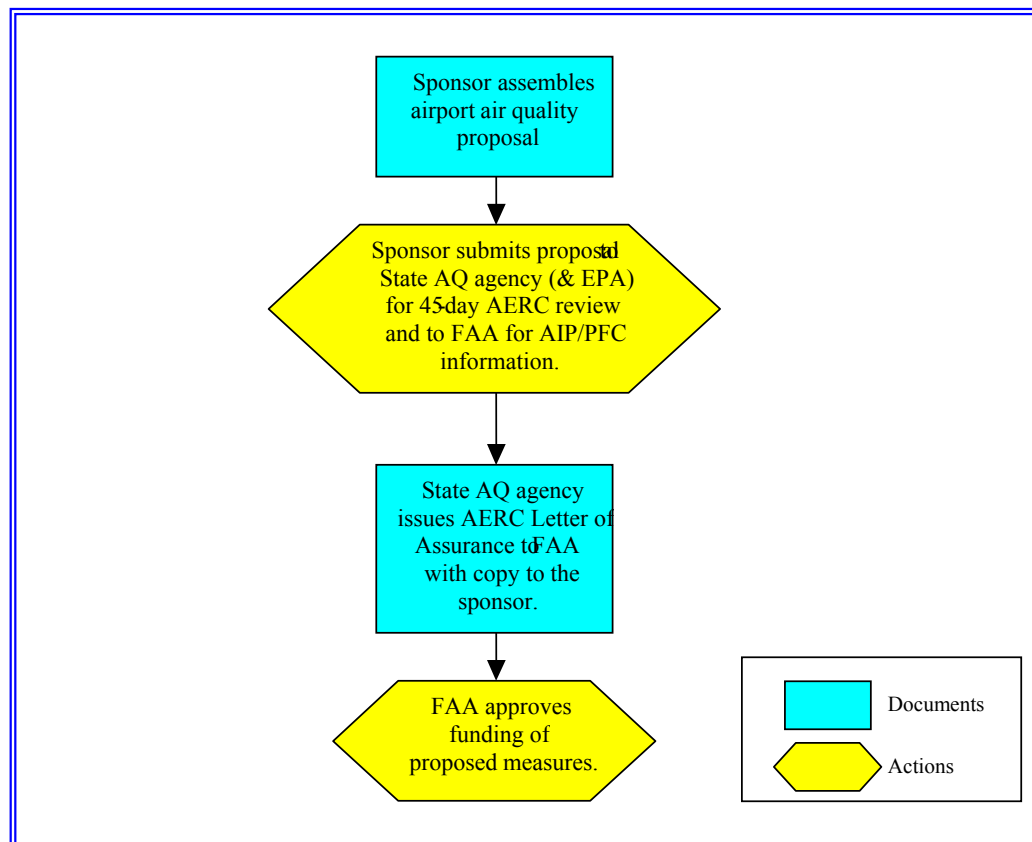 Sponsor assembles
airport air quality
proposal
Sponsor submits proposal to
State AQ agency (& EPA)
for 45-day AERC review
and to FAA for AIP/PFC
information.
State AQ agency
issues AERC Letter of
Assurance to FAA
with copy to the
sponsor.
FAA approves
funding of
proposed measures.
Documents
Actions